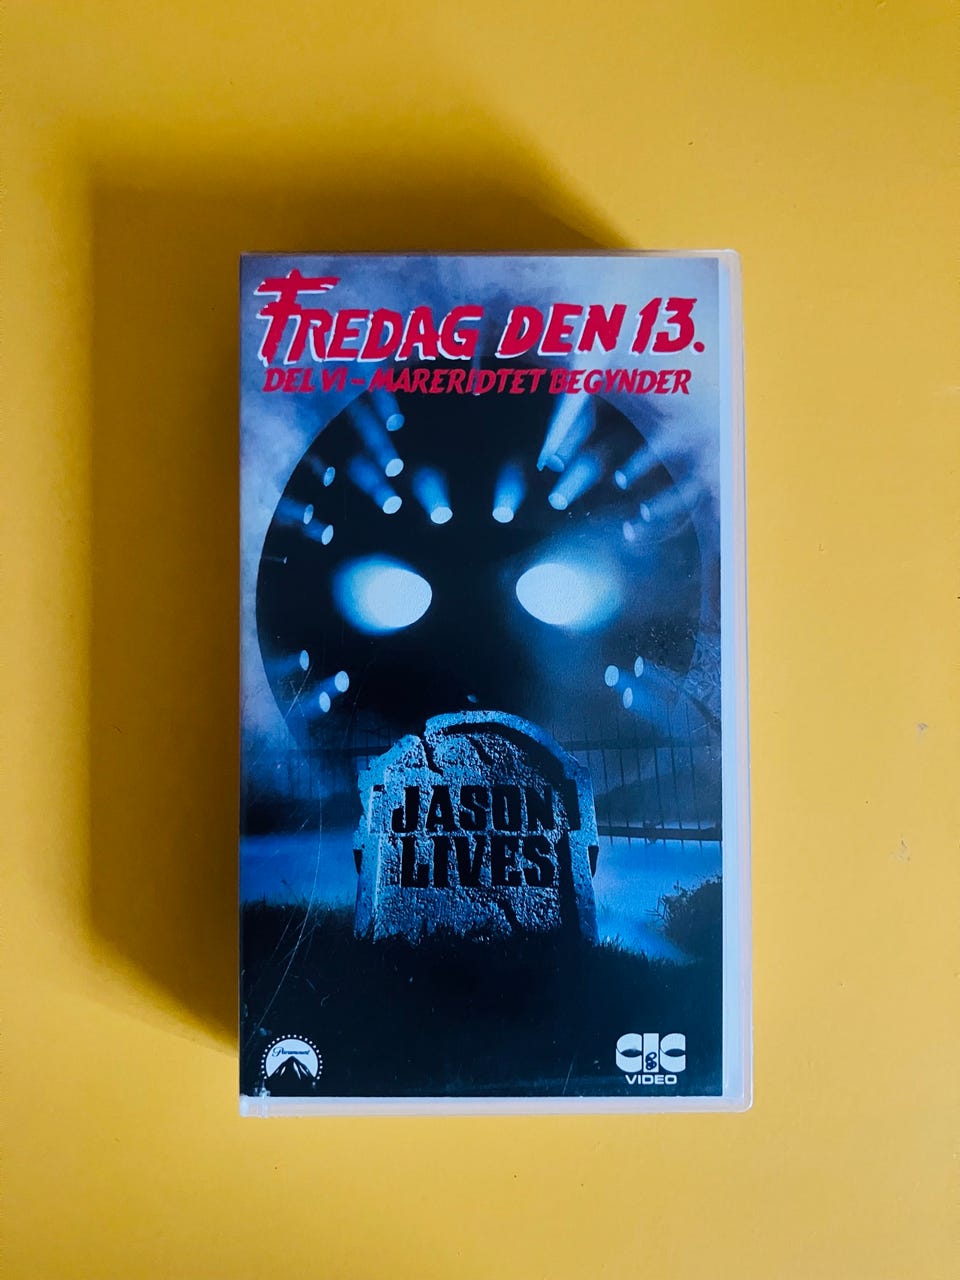 FREDAG DEN 13.
DEL VI - MARERIDTET BEGYNDER
JASON
LIVES
Paramount
CIC
VIDEO